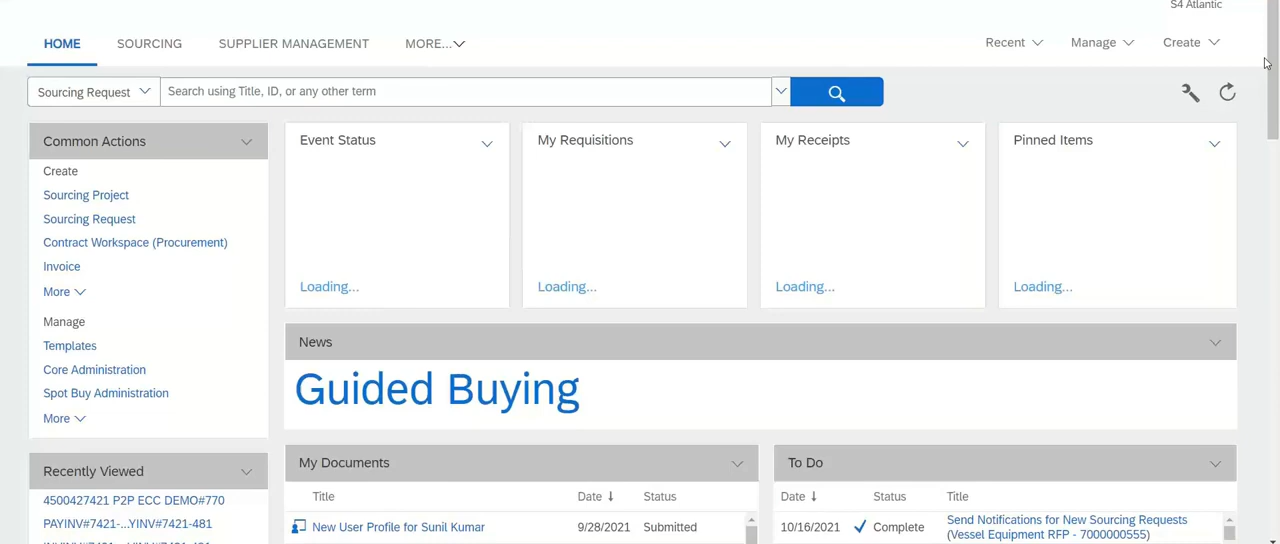 S4 Atlantic
HOME SOURCING SUPPLIER MANAGEMENT MORE... Recent Manage Create
Sourcing Request Search using Title, ID, or any other term
Common Actions
Create
Sourcing Project
Sourcing Request
Contract Workspace (Procurement)
Invoice
More
Manage
Templates
Core Administration
Spot Buy Administration
More
Recently Viewed
4500427421 P2P ECC DEMO#770
PAYINV#7421-...YINV#7421-481
Event Status
Loading...
My Requisitions
Loading...
My Receipts
Loading...
Pinned Items
Loading...
News
Guided Buying
My Documents
Title Date ↓ Status
New User Profile for Sunil Kumar 9/28/2021 Submitted
To Do
Date ↓ Status Title
10/16/2021 Complete Send Notifications for New Sourcing Requests
(Vessel Equipment RFP - 7000000555)